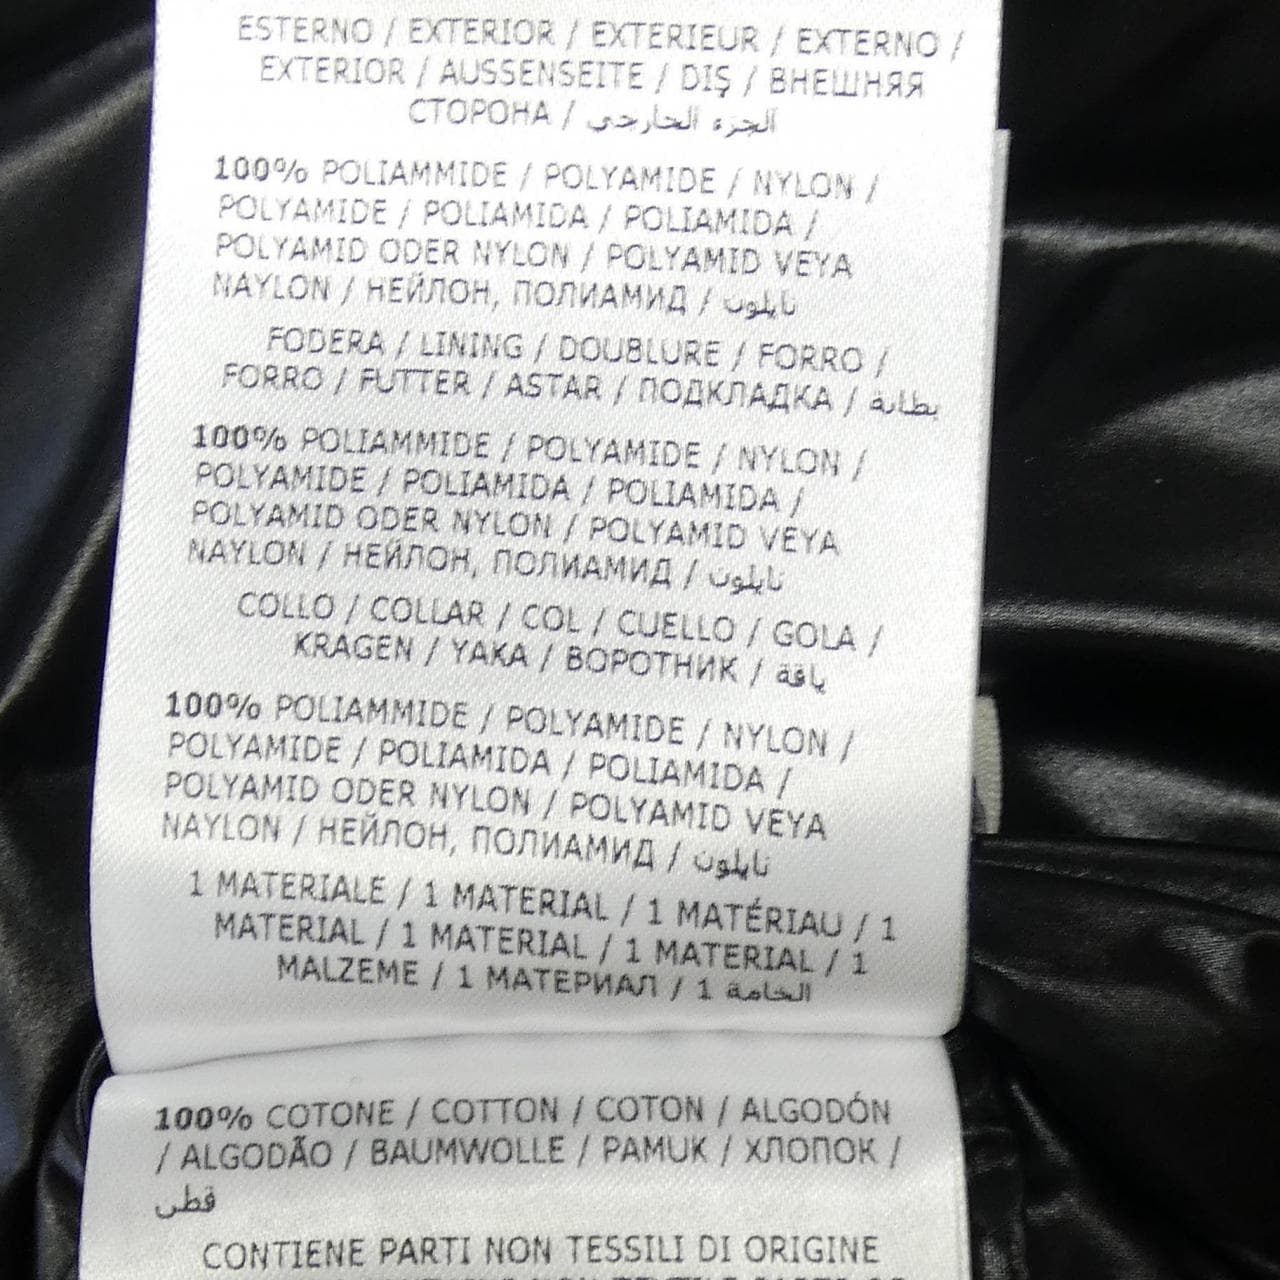 ESTERNO / EXTERIOR / EXTERIEUR / EXTERNO /
EXTERIOR / AUSSENSEITE / DIŞ / ВНЕШНЯЯ
СТОРОНА / الجزء الخارجي
100% POLIAMMIDE / POLYAMIDE / NYLON /
POLYAMIDE / POLIAMIDA / POLIAMIDA /
POLYAMID ODER NYLON / POLYAMID VEYA
NAYLON / НЕЙЛОН, ПОЛИАМИД / نايلون
FODERA / LINING / DOUBLURE / FORRO /
FORRO / FUTTER / ASTAR / ПОДКЛАДКА / بطانة
100% POLIAMMIDE / POLYAMIDE / NYLON /
POLYAMIDE / POLIAMIDA / POLIAMIDA /
POLYAMID ODER NYLON / POLYAMID VEYA
NAYLON / НЕЙЛОН, ПОЛИАМИД / نايلون
COLLO / COLLAR / COL / CUELLO / GOLA /
KRAGEN / YAKA / ВОРОТНИК / ياقة
100% POLIAMMIDE / POLYAMIDE / NYLON /
POLYAMIDE / POLIAMIDA / POLIAMIDA /
POLYAMID ODER NYLON / POLYAMID VEYA
NAYLON / НЕЙЛОН, ПОЛИАМИД / نايلون
1 MATERIALE / 1 MATERIAL / 1 MATÉRIAU / 1
MATERIAL / 1 MATERIAL / 1 MATERIAL / 1
MALZEME / 1 МАТЕРИАЛ / 1 الخامة
100% COTONE / COTTON / COTON / ALGODÓN
/ ALGODÃO / BAUMWOLLE / PAMUK / ХЛОПОК /
قطن
CONTIENE PARTI NON TESSILI DI ORIGINE